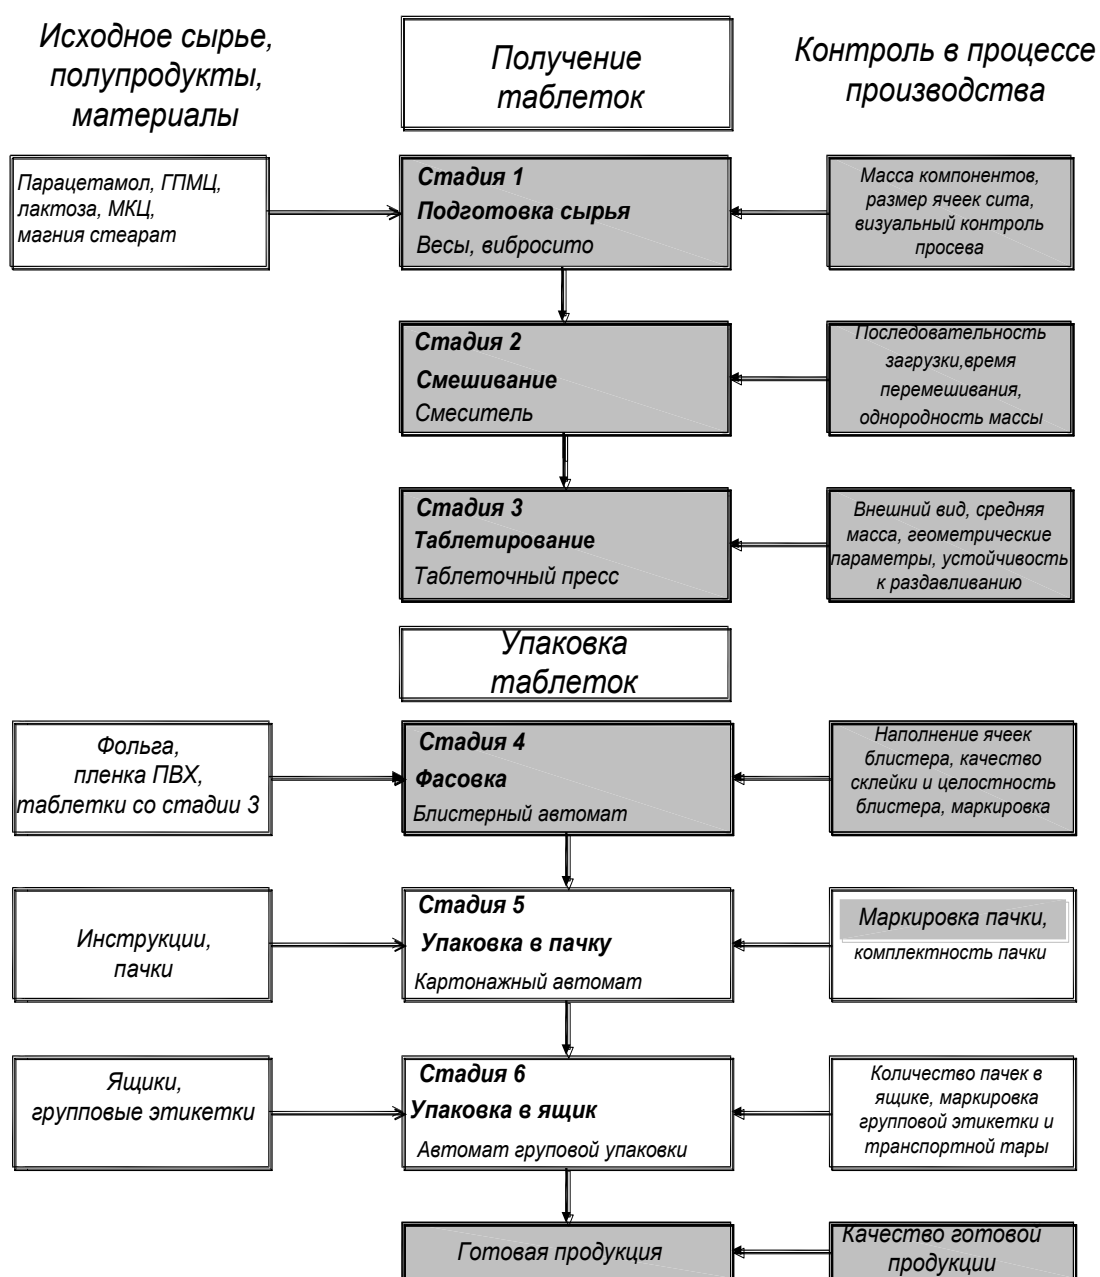 Исходное сырье,
полупродукты,
материалы
Получение
таблеток
Контроль в процессе
производства
Парацетамол, ГПМЦ,
лактоза, МКЦ,
магния стеарат
Стадия 1
Подготовка сырья
Весы, вибросито
Масса компонентов,
размер ячеек сита,
визуальный контроль
просева
Стадия 2
Смешивание
Смеситель
Последовательность
загрузки,время
перемешивания,
однородность массы
Стадия 3
Таблетирование
Таблеточный пресс
Внешний вид, средняя
масса, геометрические
параметры, устойчивость
к раздавливанию
Упаковка
таблеток
Фольга,
пленка ПВХ,
таблетки со стадии 3
Стадия 4
Фасовка
Блистерный автомат
Наполнение ячеек
блистера, качество
склейки и целостность
блистера, маркировка
Инструкции,
пачки
Стадия 5
Упаковка в пачку
Картонажный автомат
Маркировка пачки,
комплектность пачки
Ящики,
групповые этикетки
Стадия 6
Упаковка в ящик
Автомат груповой упаковки
Количество пачек в
ящике, маркировка
групповой этикетки и
транспортной тары
Готовая продукция
Качество готовой
продукции